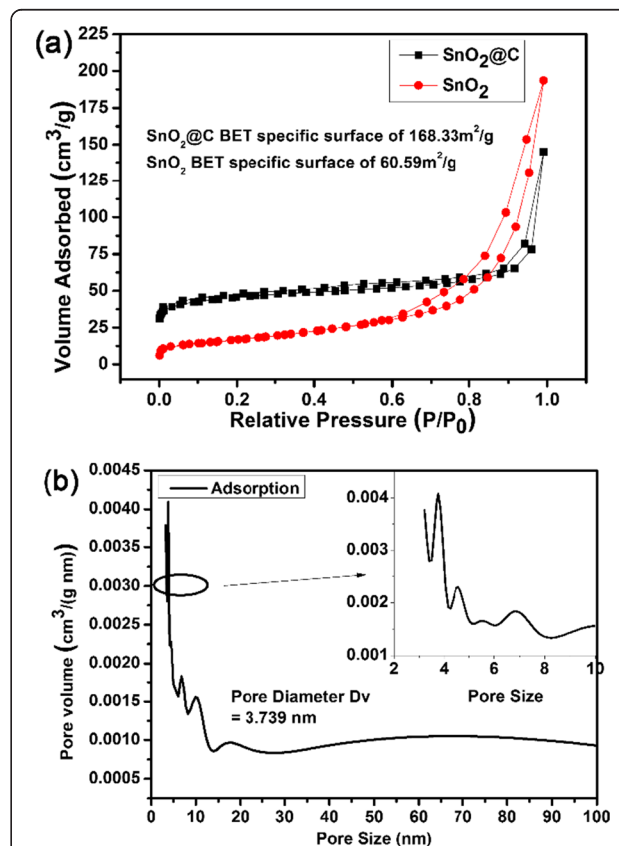 (a)
SnO₂@C
SnO₂
SnO₂@C BET specific surface of 168.33m²/g
SnO₂ BET specific surface of 60.59m²/g
Volume Adsorbed (cm³/g)
225
200
175
150
125
100
75
50
25
0
0.0 0.2 0.4 0.6 0.8 1.0
Relative Pressure (P/P₀)
(b)
Adsorption
Pore volume (cm³/(g nm))
0.0045
0.0040
0.0035
0.0030
0.0025
0.0020
0.0015
0.0010
0.0005
0.004
0.003
0.002
0.001
2 4 6 8 10
Pore Size
Pore Diameter Dv
= 3.739 nm
0 10 20 30 40 50 60 70 80 90 100
Pore Size (nm)